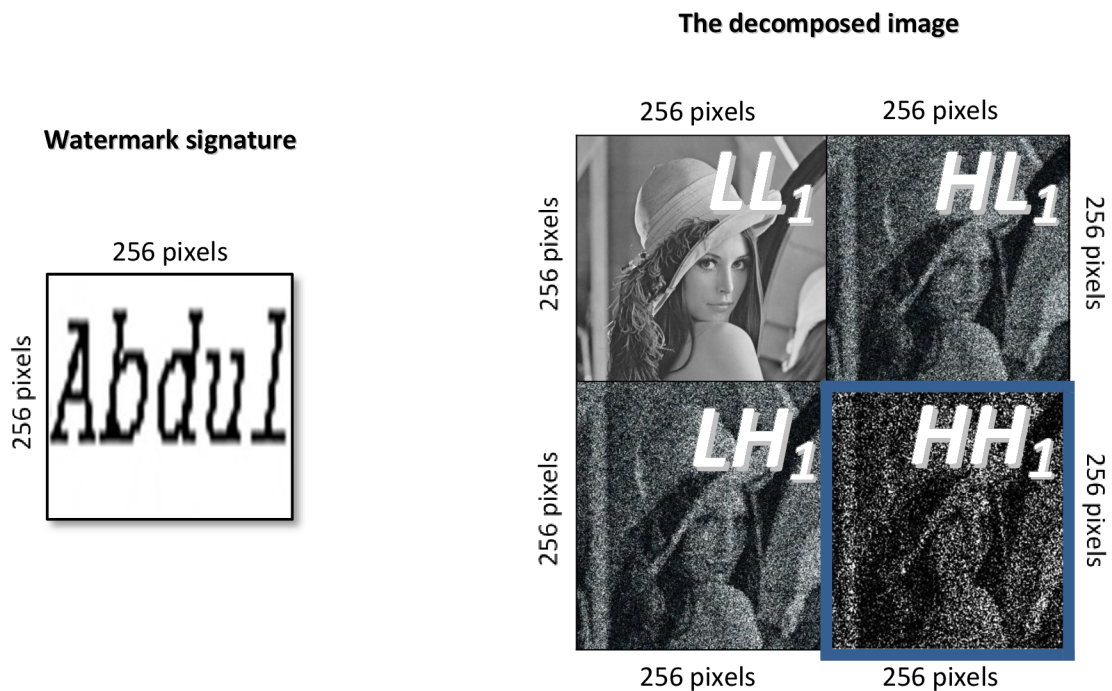 The decomposed image
256 pixels 256 pixels
Watermark signature
256 pixels
256 pixels
Abdul
256 pixels
LL1
HL1
256 pixels
256 pixels
LH1
HH1
256 pixels
256 pixels 256 pixels